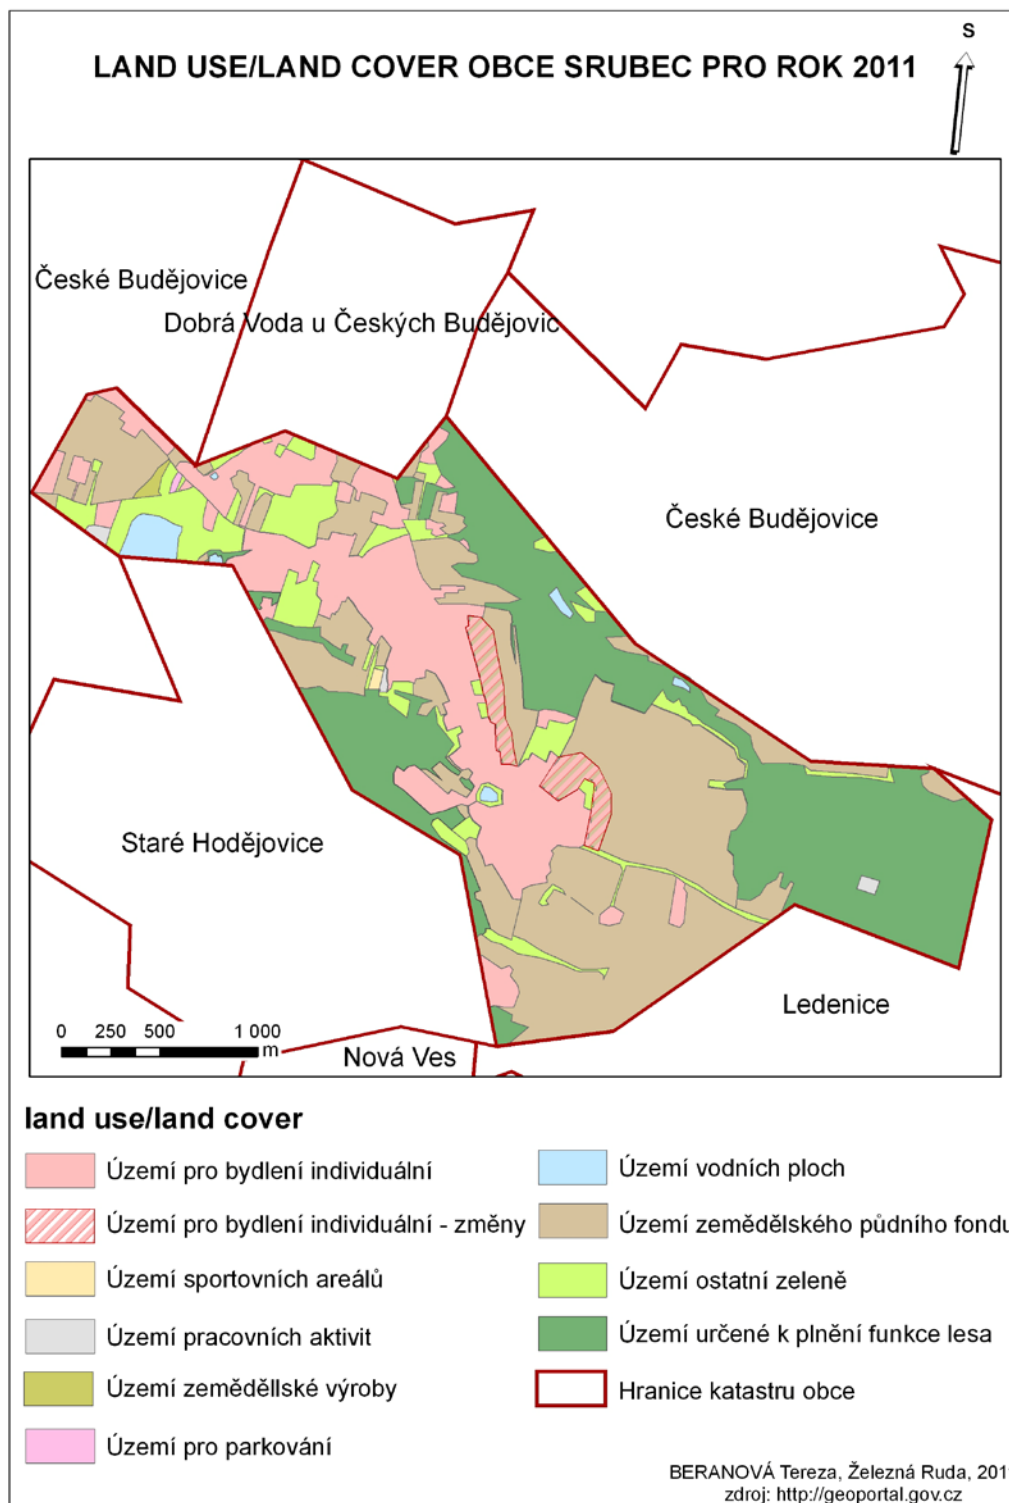 S
LAND USE/LAND COVER OBCE SRUBEC PRO ROK 2011
České Budějovice
Dobrá Voda u Českých Budějovic
České Budějovice
Staré Hodějovice
Ledenice
Nová Ves
0 250 500 1 000
m
land use/land cover
Území pro bydlení individuální
Území pro bydlení individuální - změny
Území sportovních areálů
Území pracovních aktivit
Území zeměděllské výroby
Území pro parkování
Území vodních ploch
Území zemědělského půdního fondu
Území ostatní zeleně
Území určené k plnění funkce lesa
Hranice katastru obce
BERANOVÁ Tereza, Železná Ruda,
zdroj: http://geoportal.gov.cz